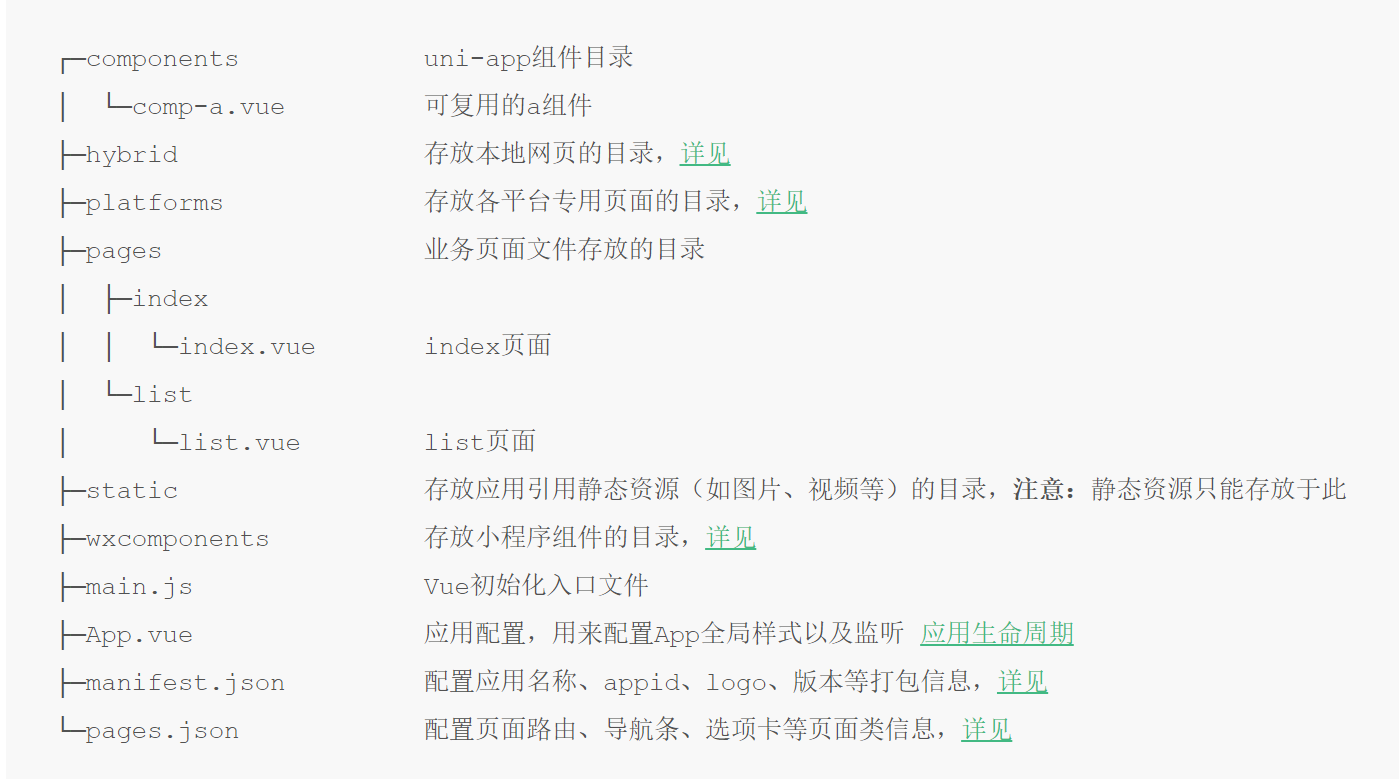 ┌─components            uni-app组件目录
│  └─comp-a.vue         可复用的a组件
├─hybrid                存放本地网页的目录，详见
├─platforms             存放各平台专用页面的目录，详见
├─pages                 业务页面文件存放的目录
│  ├─index
│  │  └─index.vue       index页面
│  └─list
│     └─list.vue        list页面
├─static                存放应用引用静态资源（如图片、视频等）的目录，注意：静态资源只能存放于此
├─wxcomponents          存放小程序组件的目录，详见
├─main.js               Vue初始化入口文件
├─App.vue               应用配置，用来配置App全局样式以及监听 应用生命周期
├─manifest.json         配置应用名称、appid、logo、版本等打包信息，详见
└─pages.json            配置页面路由、导航条、选项卡等页面类信息，详见